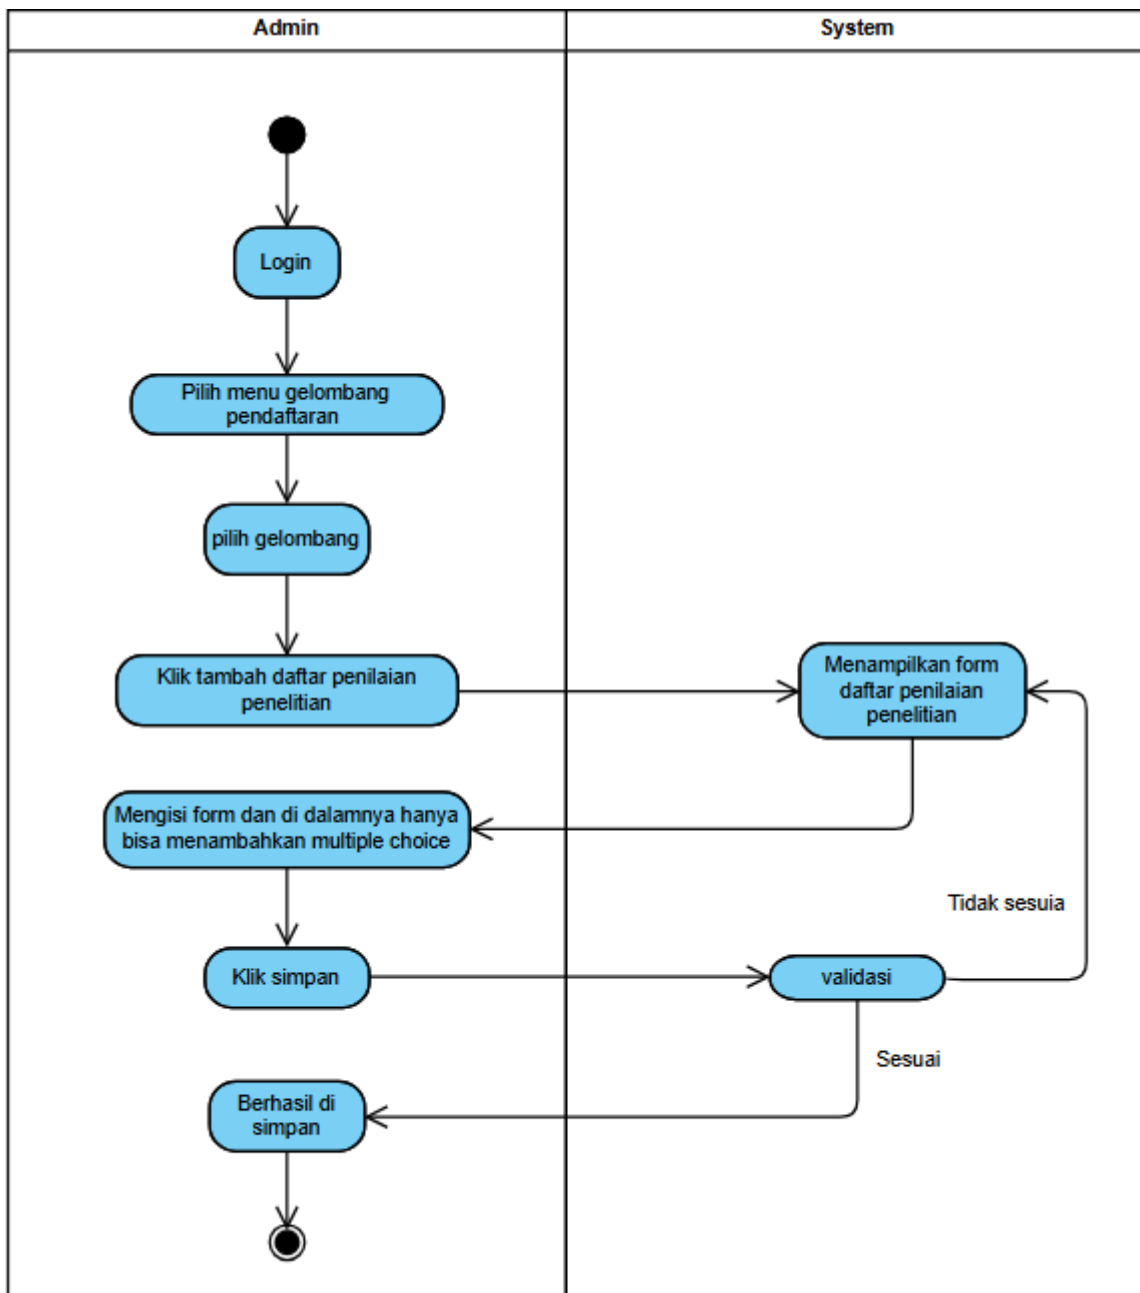 Admin
System
Login
Pilih menu gelombang
pendaftaran
pilih gelombang
Klik tambah daftar penilaian
penelitian
Menampilkan form
daftar penilaian
penelitian
Mengisi form dan di dalamnya hanya
bisa menambahkan multiple choice
Tidak sesuia
Klik simpan
validasi
Sesuai
Berhasil di
simpan